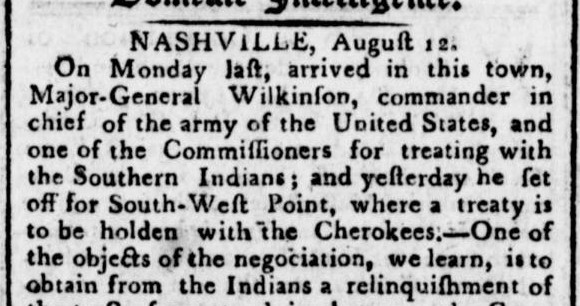 Domestic Intelligence.
NASHVILLE, Auguſt 12.
On Monday laſt, arrived in this town,
Major-General Wilkinſon, commander in
chief of the army of the United States, and
one of the Commiſſioners for treating with
the Southern Indians; and yeſterday he ſet
off for South-Weſt Point, where a treaty is
to be holden with the Cherokees.—One of
the objects of the negociation, we learn, is to
obtain from the Indians a relinquiſhment of